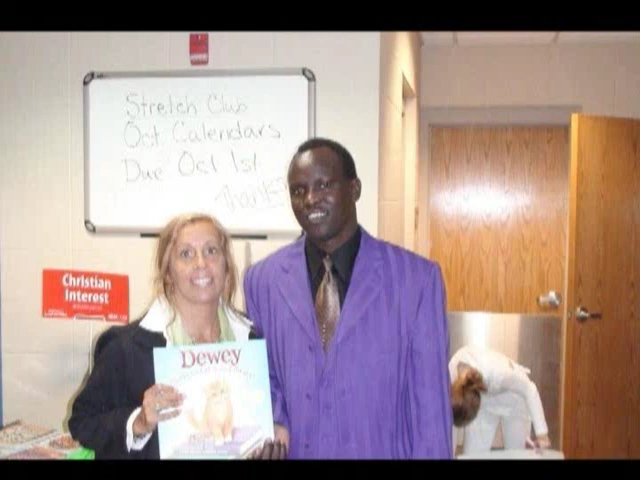 Stretch Club
Oct Calendars
Due Oct 1st
Thanks
Christian
Interest
Dewey